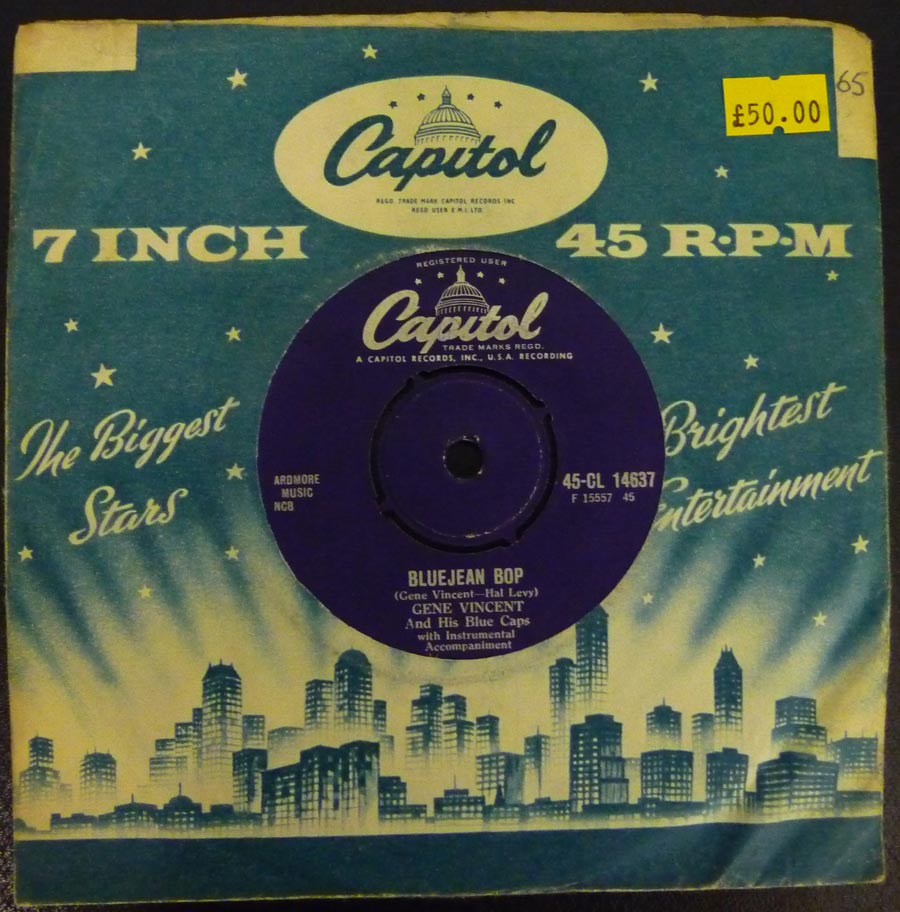 Capitol
REGD. TRADE MARK CAPITOL RECORDS INC
REGD USER E.M.I. LTD.
£50.00
65
7 INCH
45 R·P·M
The Biggest
Stars
Brightest
Entertainment
REGISTERED USER
Capitol
TRADE MARKS REGD.
A CAPITOL RECORDS, INC., U.S.A. RECORDING
ARDMORE
MUSIC
NCB
45-CL 14637
F 15557 45
BLUEJEAN BOP
(Gene Vincent—Hal Levy)
GENE VINCENT
And His Blue Caps
with Instrumental
Accompaniment